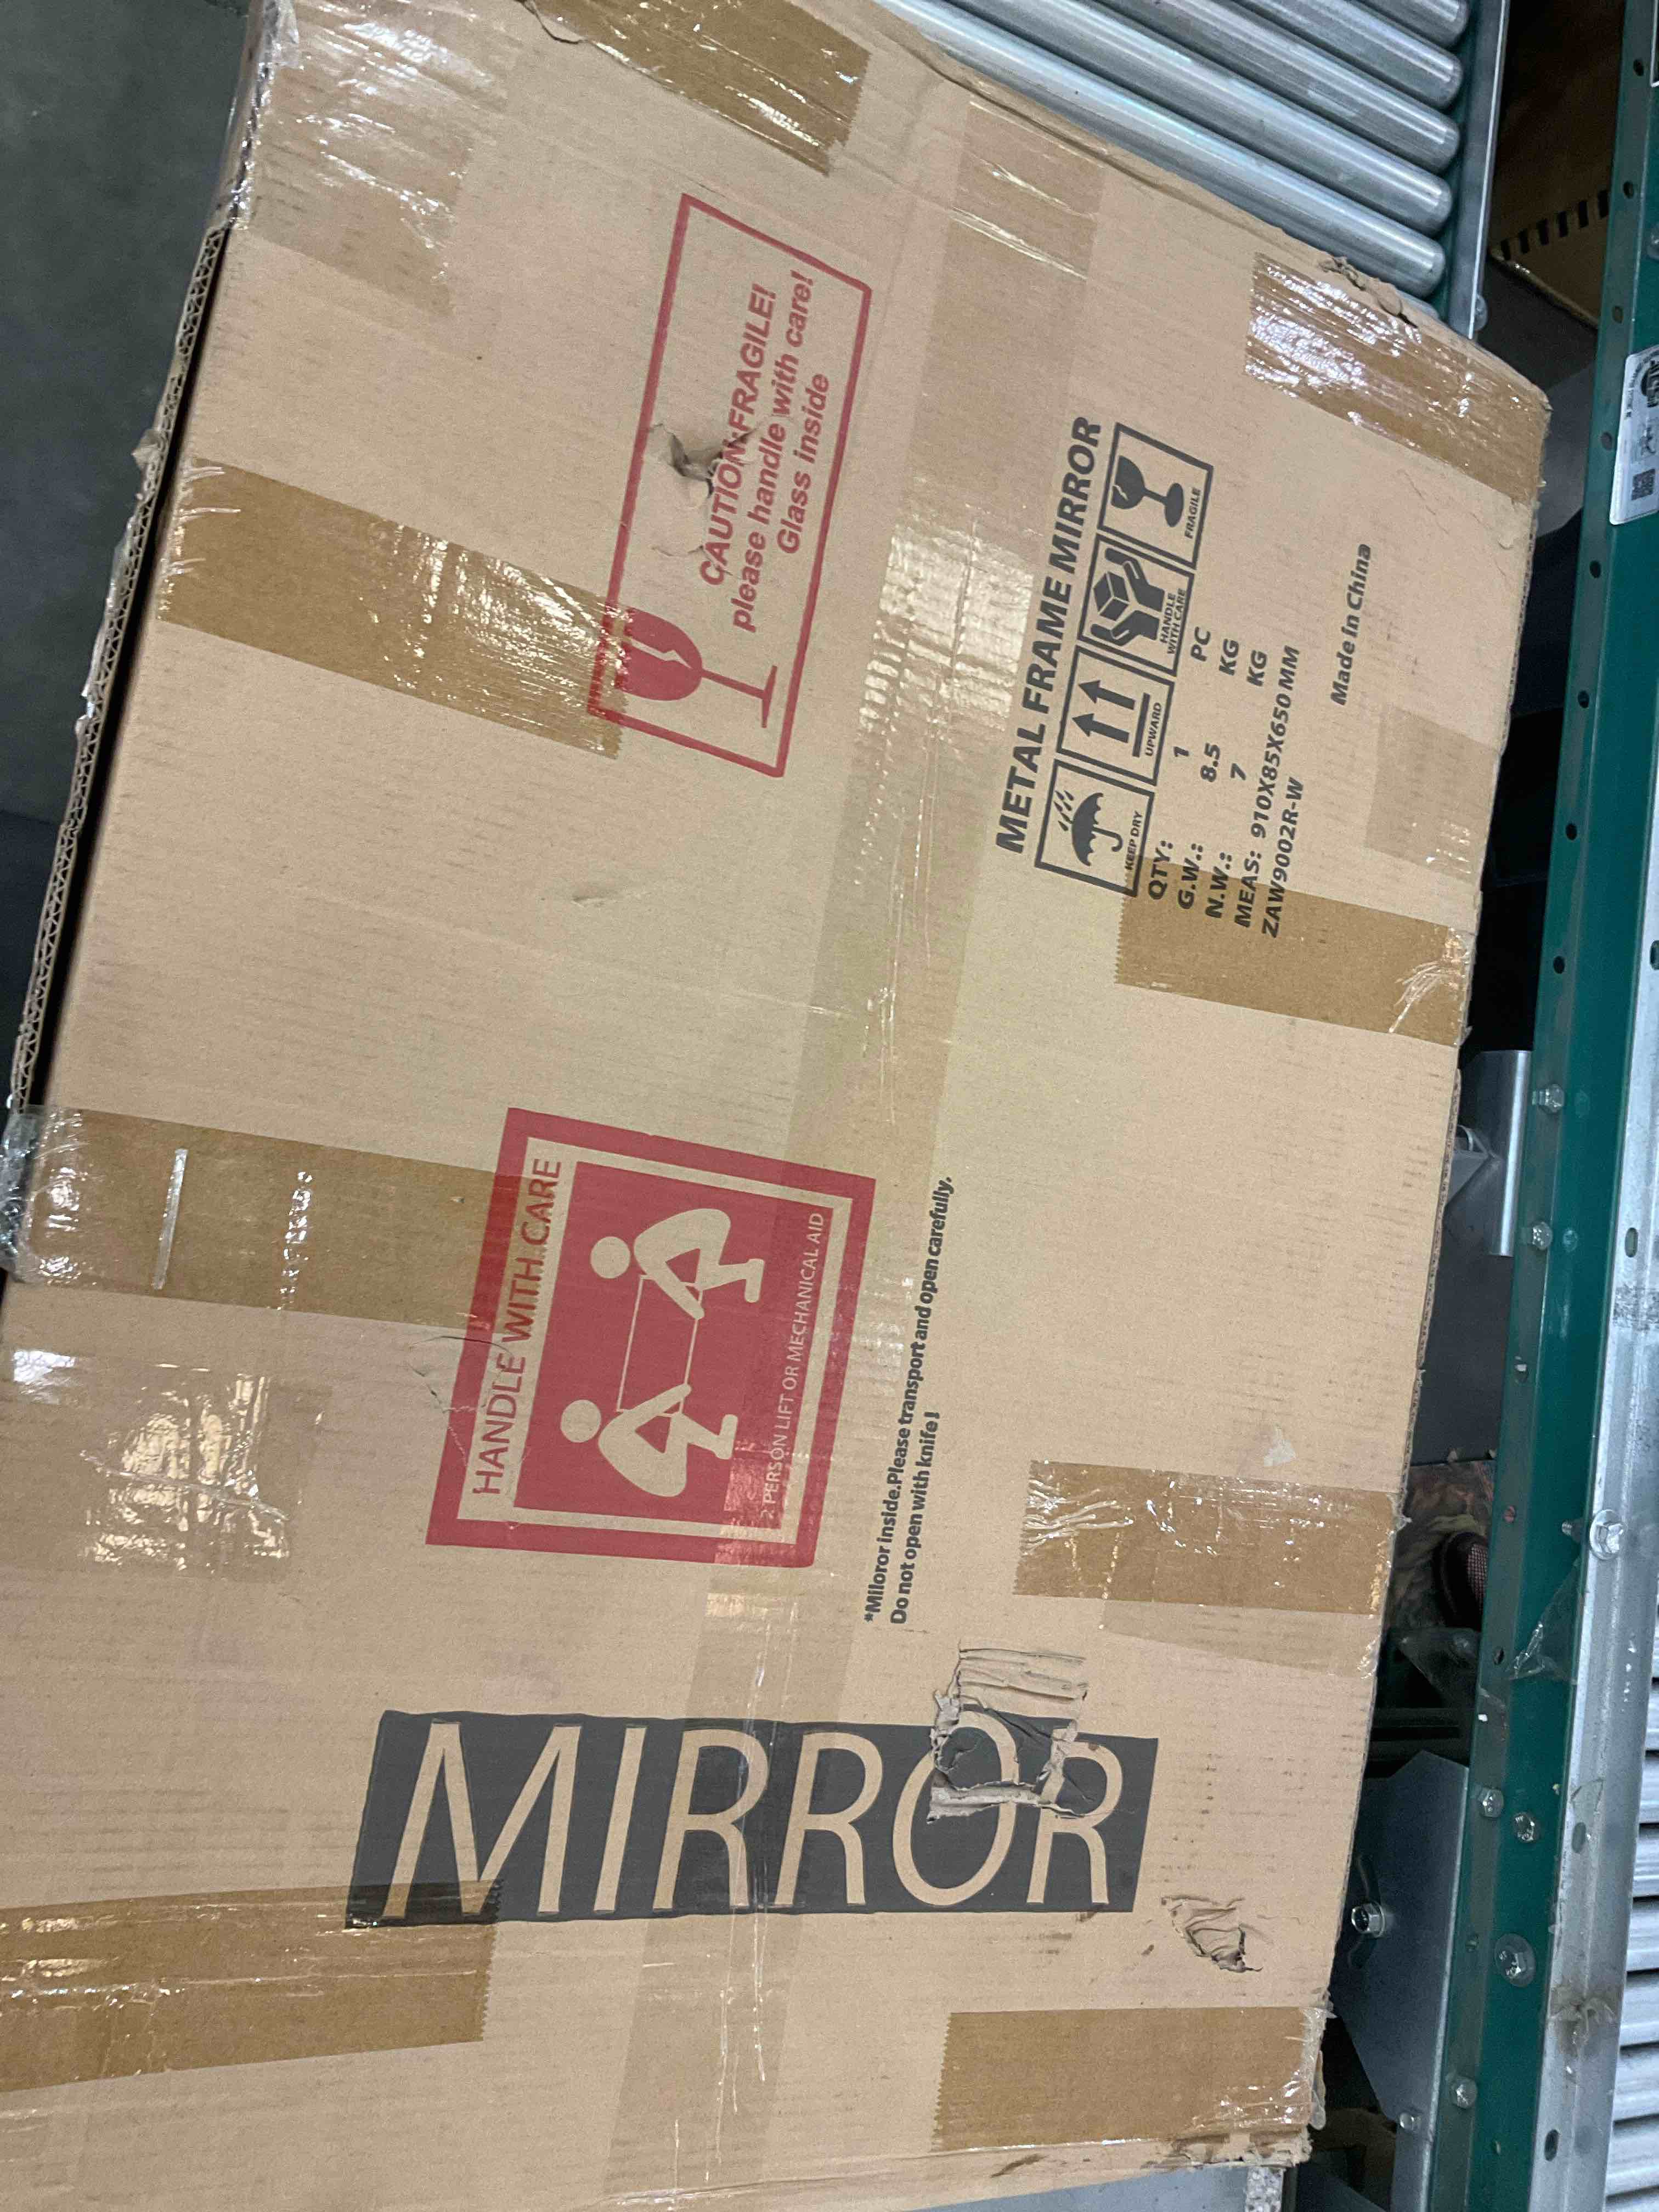 CAUTION:FRAGILE!
please handle with care!
Glass inside
METAL FRAME MIRROR
KEEP DRY
UPWARD
HANDLE
WITH CARE
FRAGILE
QTY: 1 PC
G.W.: 8.5 KG
N.W.: 7 KG
MEAS: 910X85X650 MM
ZAW9002R-W
Made in China
HANDLE WITH CARE
2 PERSON LIFT OR MECHANICAL AID
*Miloror inside.Please transport and open carefully.
Do not open with knife!
MIRROR